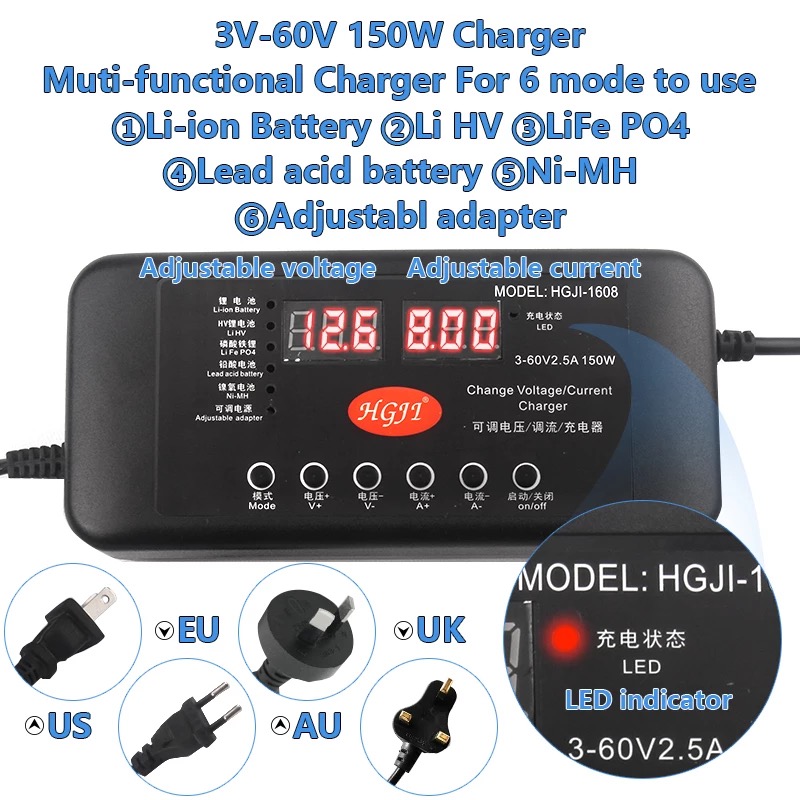 3V-60V 150W Charger
Muti-functional Charger For 6 mode to use
①Li-ion Battery ②Li HV ③LiFe PO4
④Lead acid battery ⑤Ni-MH
⑥Adjustabl adapter
Adjustable voltage
Adjustable current
MODEL: HGJI-1608
锂 电 池
Li-ion Battery
HV锂电池
Li HV
磷酸铁锂
Li Fe PO4
铅酸电池
Lead acid battery
镍氧电池
Ni-MH
可调电源
Adjustable adapter
12.6
8.00
充电状态
LED
3-60V2.5A 150W
HGJI®
Change Voltage/Current
Charger
可调电压/调流/充电器
模式
Mode
电压+
V+
电压-
V-
电流+
A+
电流-
A-
启动/关闭
on/off
MODEL: HGJI-1
充电状态
LED
LED indicator
3-60V2.5A
EU
UK
US
AU